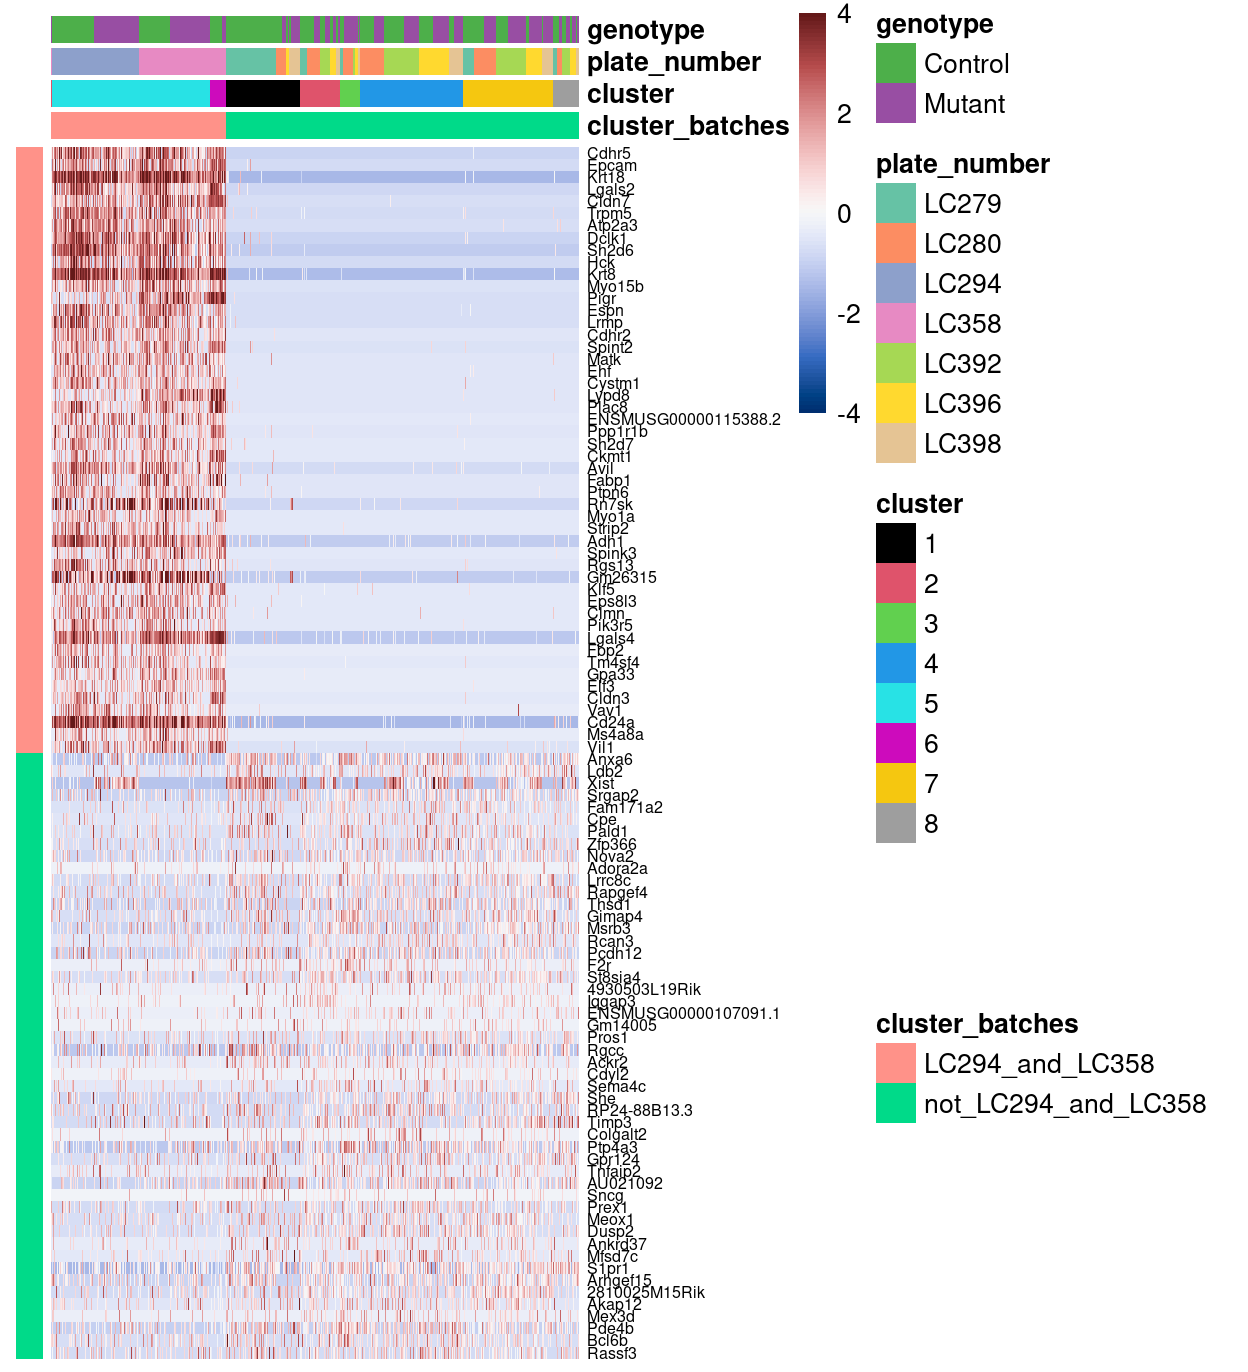 genotype
plate_number
cluster
cluster_batches
Cdhr5
Epcam
Krt18
Lgals2
Cldn7
Trpm5
Atp2a3
Dclk1
Sh2d6
Hck
Krt8
Myo15b
Pigr
Espn
Lrmp
Cdhr2
Spint2
Matk
Ehf
Cystm1
Lypd8
Plac8
ENSMUSG00000115388.2
Ppp1r1b
Sh2d7
Ckmt1
Avil
Fabp1
Ptpn6
Rn7sk
Myo1a
Strip2
Adh1
Spink3
Rgs13
Gm26315
Klf5
Eps8l3
Clmn
Pik3r5
Lgals4
Fbp2
Tm4sf4
Gpa33
Elf3
Cldn3
Vav1
Cd24a
Ms4a8a
Vil1
Anxa6
Ldb2
Xist
Srgap2
Fam171a2
Cpe
Pald1
Zfp366
Nova2
Adora2a
Lrrc8c
Rapgef4
Thsd1
Gimap4
Msrb3
Rcan3
Pcdh12
F2r
St8sia4
4930503L19Rik
Iqgap3
ENSMUSG00000107091.1
Gm14005
Pros1
Rgcc
Ackr2
Cdyl2
Sema4c
She
RP24-88B13.3
Timp3
Colgalt2
Ptp4a3
Gpr124
Tnfaip2
AU021092
Sncg
Prex1
Meox1
Dusp2
Ankrd37
Mfsd7c
S1pr1
Arhgef15
2810025M15Rik
Akap12
Mex3d
Pde4b
Bcl6b
Rassf3
4
2
0
-2
-4
genotype
Control
Mutant
plate_number
LC279
LC280
LC294
LC358
LC392
LC396
LC398
cluster
1
2
3
4
5
6
7
8
cluster_batches
LC294_and_LC358
not_LC294_and_LC358